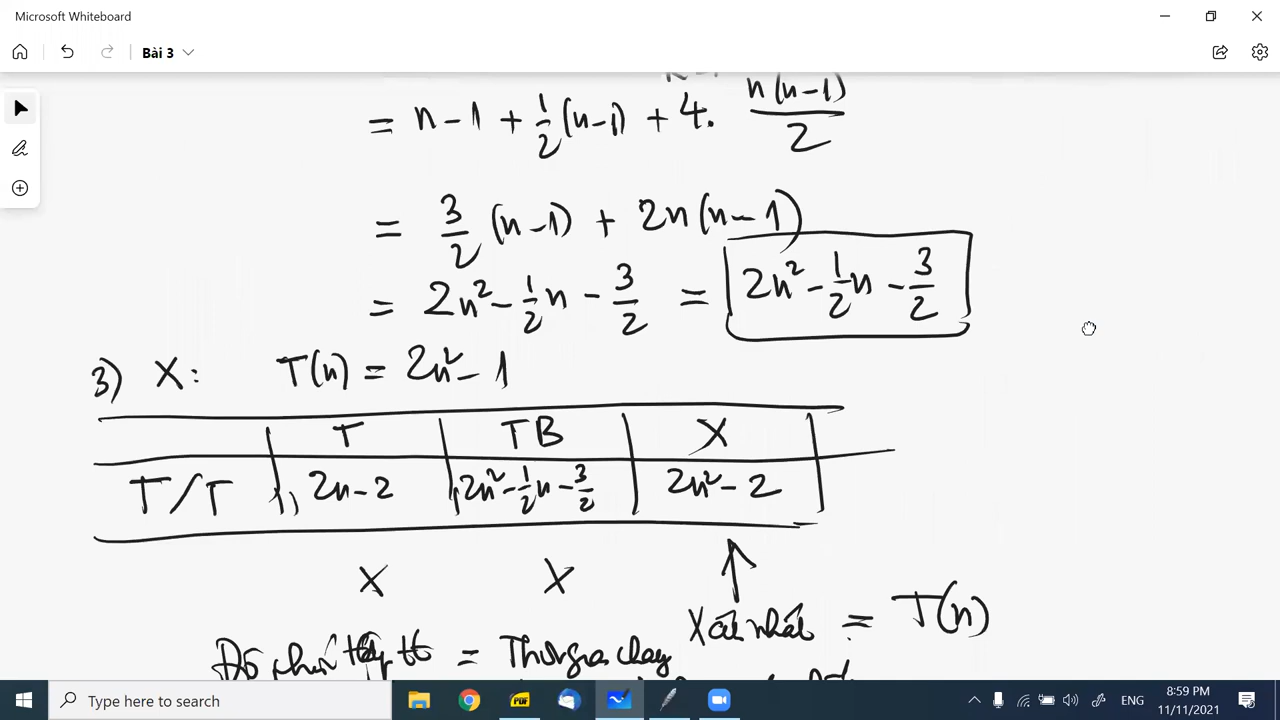 Microsoft Whiteboard
Bài 3
= n-1 + 1/2 (n-1) + 4. n(n-1)/2
= 3/2 (n-1) + 2n(n-1)
= 2n² - 1/2 n - 3/2 = 2n² - 1/2 n - 3/2
3) X: T(n) = 2n² - 1
T TB X
T/T 2n-2 2n² - 1/2 n - 3/2 2n² - 2
X X
Xấu nhất = T(n)
Độ = Thời gian chạy
Type here to search
PDF
ENG
8:59 PM
11/11/2021